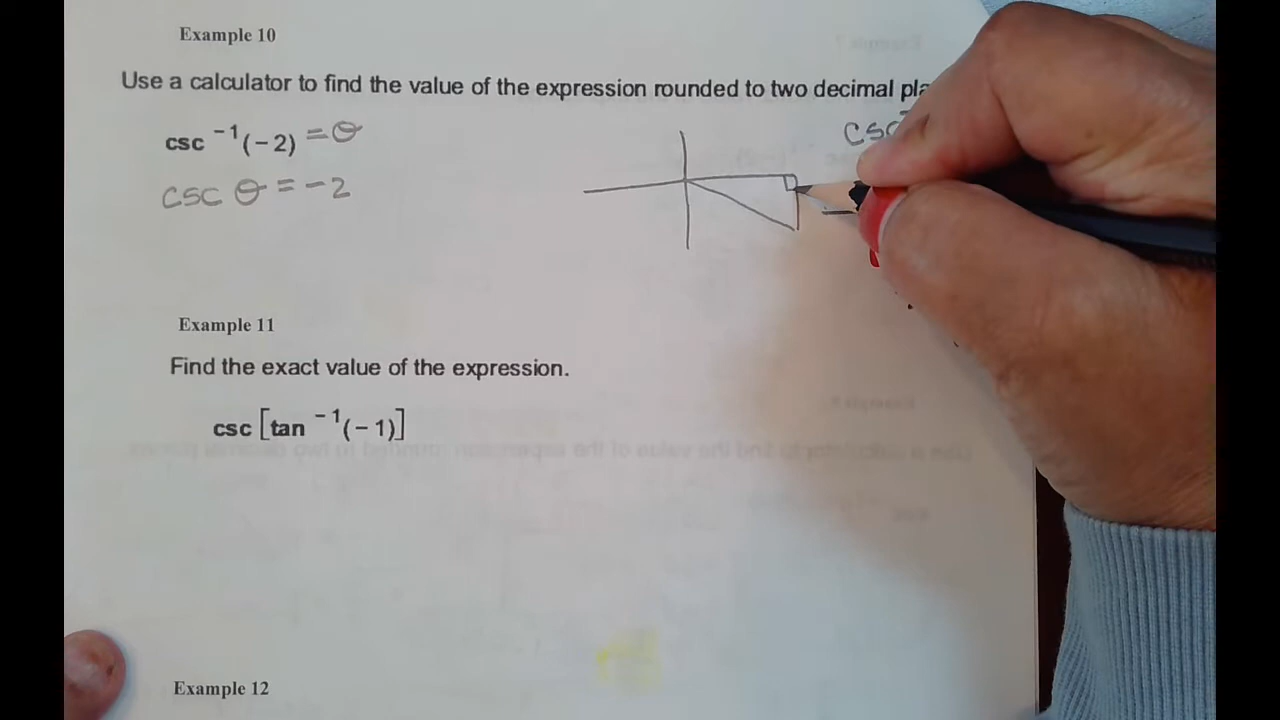 Example 10
Use a calculator to find the value of the expression rounded to two decimal
csc ⁻¹(−2) = θ
csc
csc θ = −2
Example 11
Find the exact value of the expression.
csc [tan ⁻¹(−1)]
Example 12